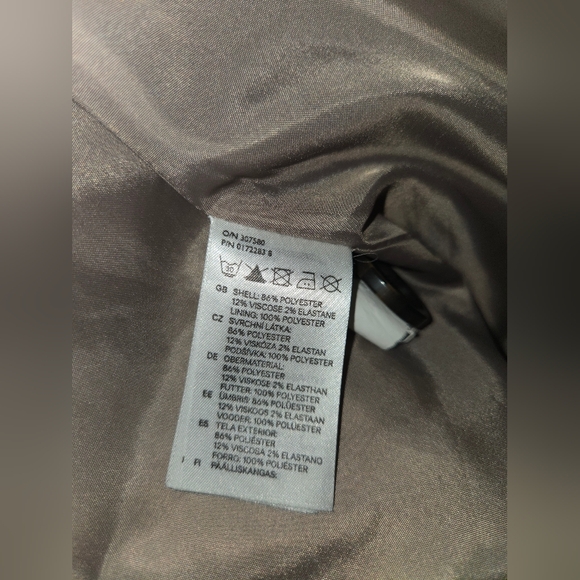 O/N 307580
P/N 0172283 8
30
GB SHELL: 86% POLYESTER
12% VISCOSE 2% ELASTANE
LINING: 100% POLYESTER
CZ SVRCHNÍ LÁTKA:
86% POLYESTER
12% VISKÓZA 2% ELASTAN
PODŠÍVKA: 100% POLYESTER
DE OBERMATERIAL:
86% POLYESTER
12% VISKOSE 2% ELASTHAN
FUTTER: 100% POLYESTER
EE ÜMBRIS: 86% POLÜESTER
12% VISKOOS 2% ELASTAAN
VOODER: 100% POLÜESTER
ES TELA EXTERIOR:
86% POLIÉSTER
12% VISCOSA 2% ELASTANO
FORRO: 100% POLIÉSTER
FI PÄÄLLISKANGAS: